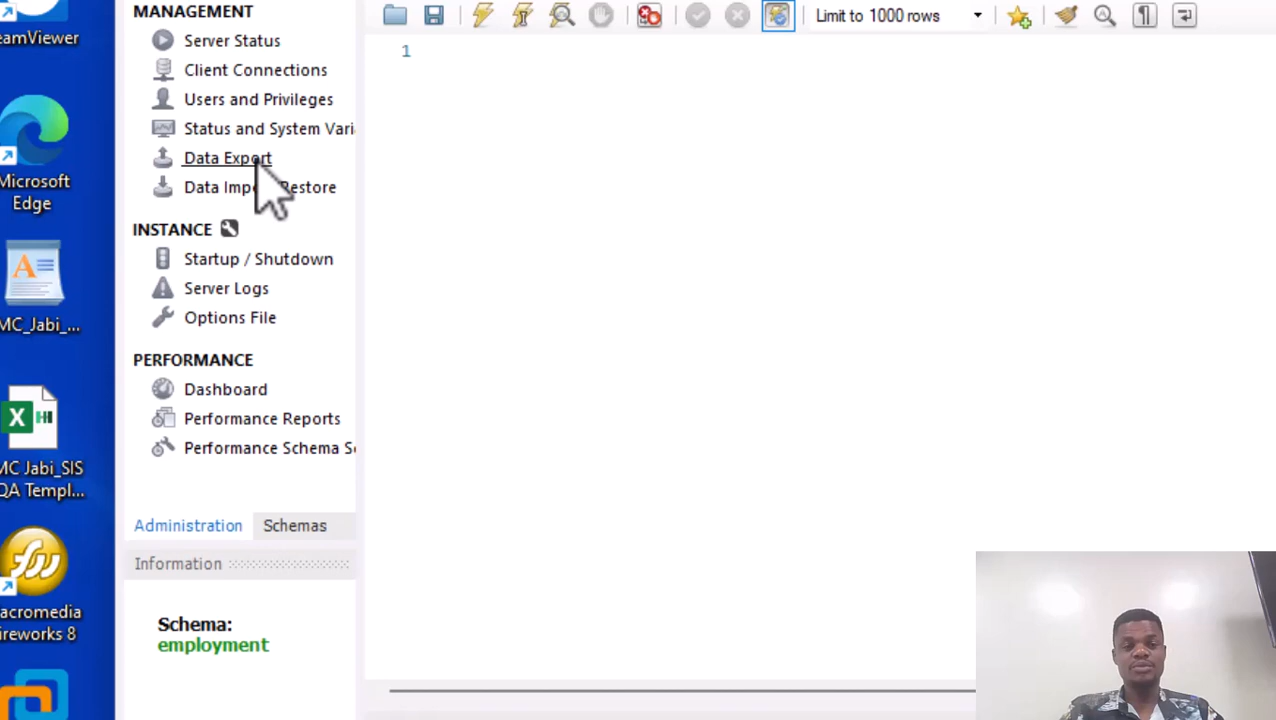 eamViewer
Microsoft
Edge
MC_Jabi_...
MC Jabi_SIS
QA Templ...
acromedia
ireworks 8
MANAGEMENT
Server Status
Client Connections
Users and Privileges
Status and System Vari
Data Export
Data Imp Restore
INSTANCE
Startup / Shutdown
Server Logs
Options File
PERFORMANCE
Dashboard
Performance Reports
Performance Schema S
Administration Schemas
Information
Schema:
employment
Limit to 1000 rows
1